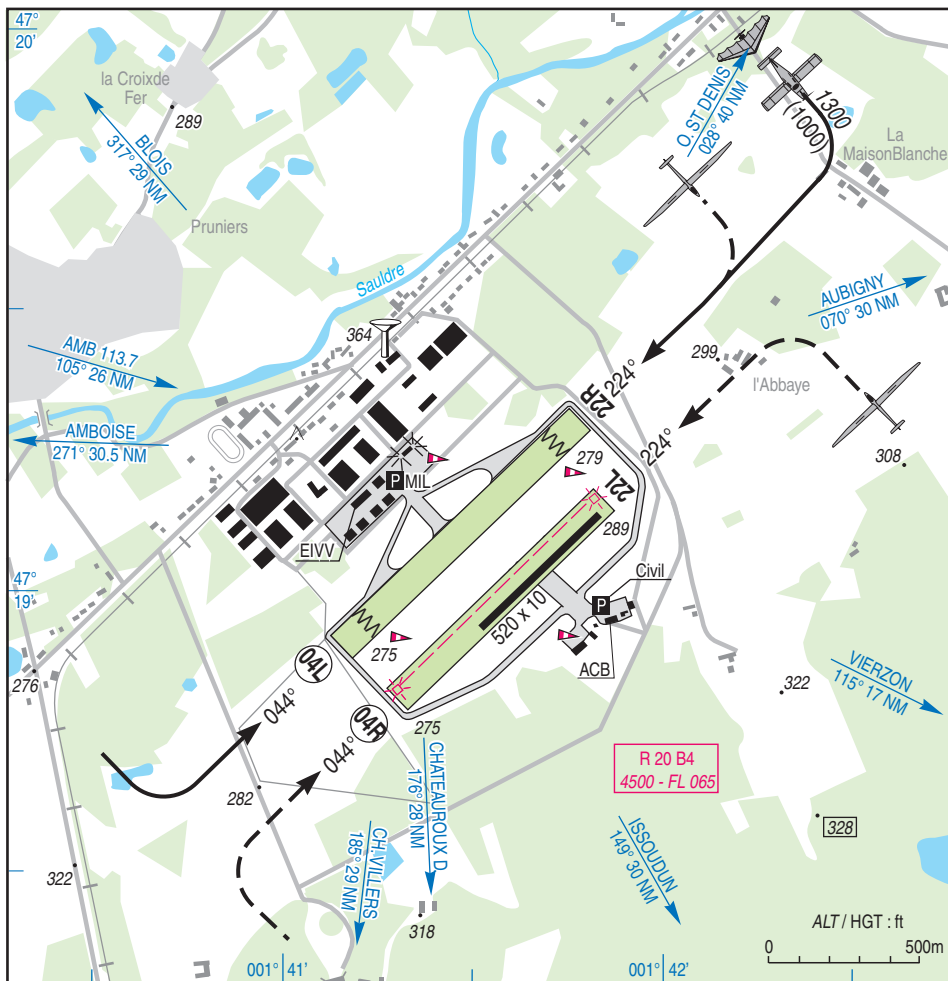 47°
20'
la Croixde
Fer
289
BLOIS
317° 29 NM
Pruniers
O. ST DENIS
028° 40 NM
1300
(1000)
La
MaisonBlanche
Sauldre
AUBIGNY
070° 30 NM
364
AMB 113.7
105° 26 NM
299
l'Abbaye
AMBOISE
271° 30.5 NM
22R 224°
22L 224°
279
308
P MIL
289
EIVV
47°
19'
Civil
P
520 x 10
ACB
275
276
04L 044°
04R 044°
275
322
VIERZON
115° 17 NM
R 20 B4
4500 - FL 065
282
CHATEAUROUX D
176° 28 NM
CH.VILLERS
185° 29 NM
ISSOUDUN
149° 30 NM
328
322
318
ALT / HGT : ft
0 500m
001° 41'
001° 42'